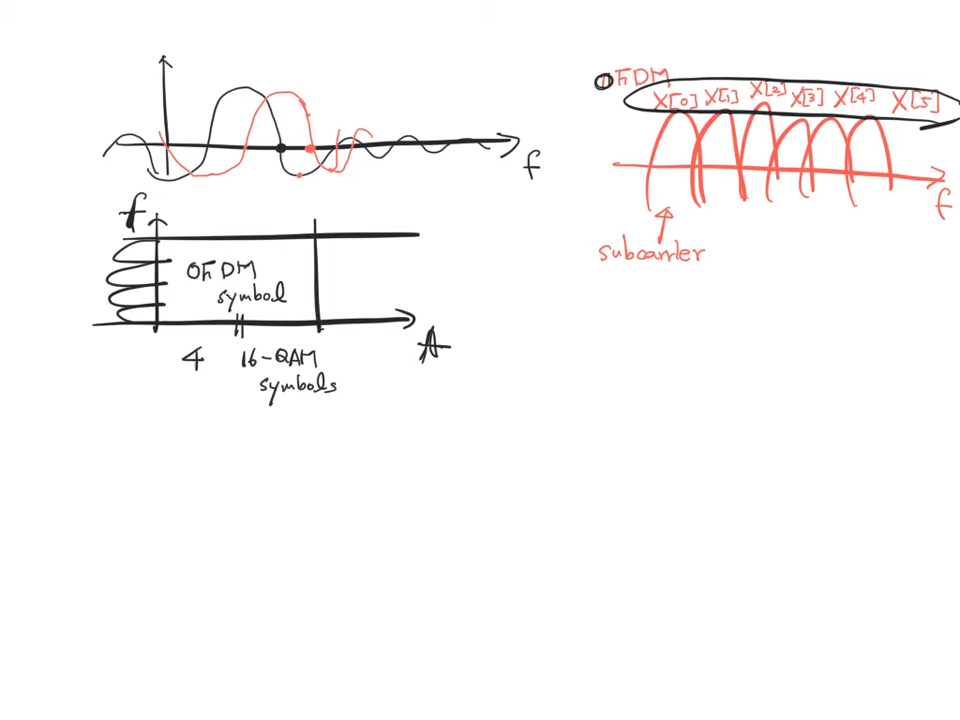 OFDM
X[0] X[1] X[2] X[3] X[4] X[5]
f
f
subcarrier
f
OFDM
symbol
4 16-QAM
symbols